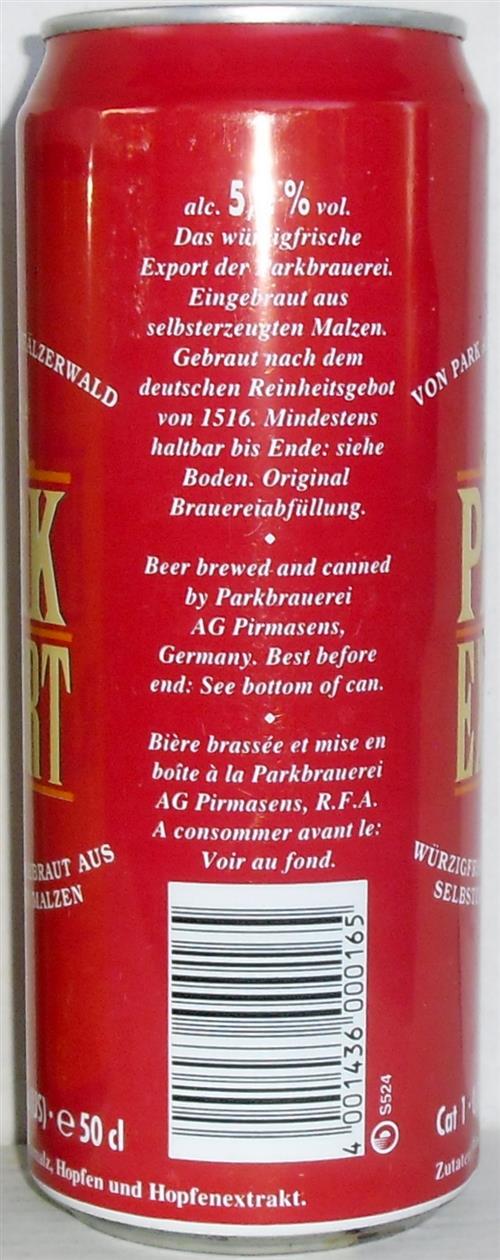 alc. % vol.
Das würzigfrische
Export der Parkbrauerei.
Eingebraut aus
selbsterzeugten Malzen.
Gebraut nach dem
deutschen Reinheitsgebot
von 1516. Mindestens
haltbar bis Ende: siehe
Boden. Original
Brauereiabfüllung.
Beer brewed and canned
by Parkbrauerei
AG Pirmasens,
Germany. Best before
end: See bottom of can.
Bière brassée et mise en
boîte à la Parkbrauerei
AG Pirmasens, R.F.A.
A consommer avant le:
Voir au fond.
4 001436 000165
S524
ÄLZERWALD
K
RT
BRAUT AUS
MALZEN
e 50 cl
malz, Hopfen und Hopfenextrakt.
VON PARK
P
E
WÜRZIGFR
SELBST
Cat 1
Zutate